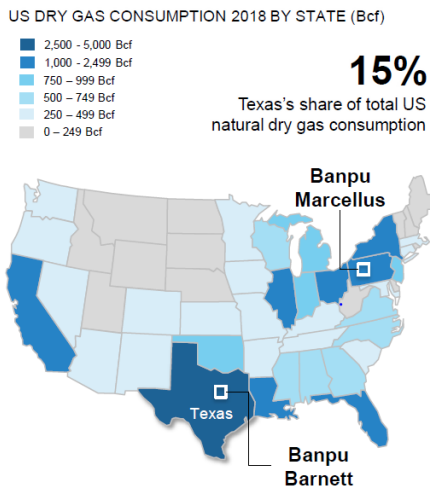 US DRY GAS CONSUMPTION 2018 BY STATE (Bcf)
2,500 - 5,000 Bcf
1,000 - 2,499 Bcf
750 – 999 Bcf
500 – 749 Bcf
250 – 499 Bcf
0 – 249 Bcf
15%
Texas's share of total US
natural dry gas consumption
Banpu
Marcellus
Texas
Banpu
Barnett